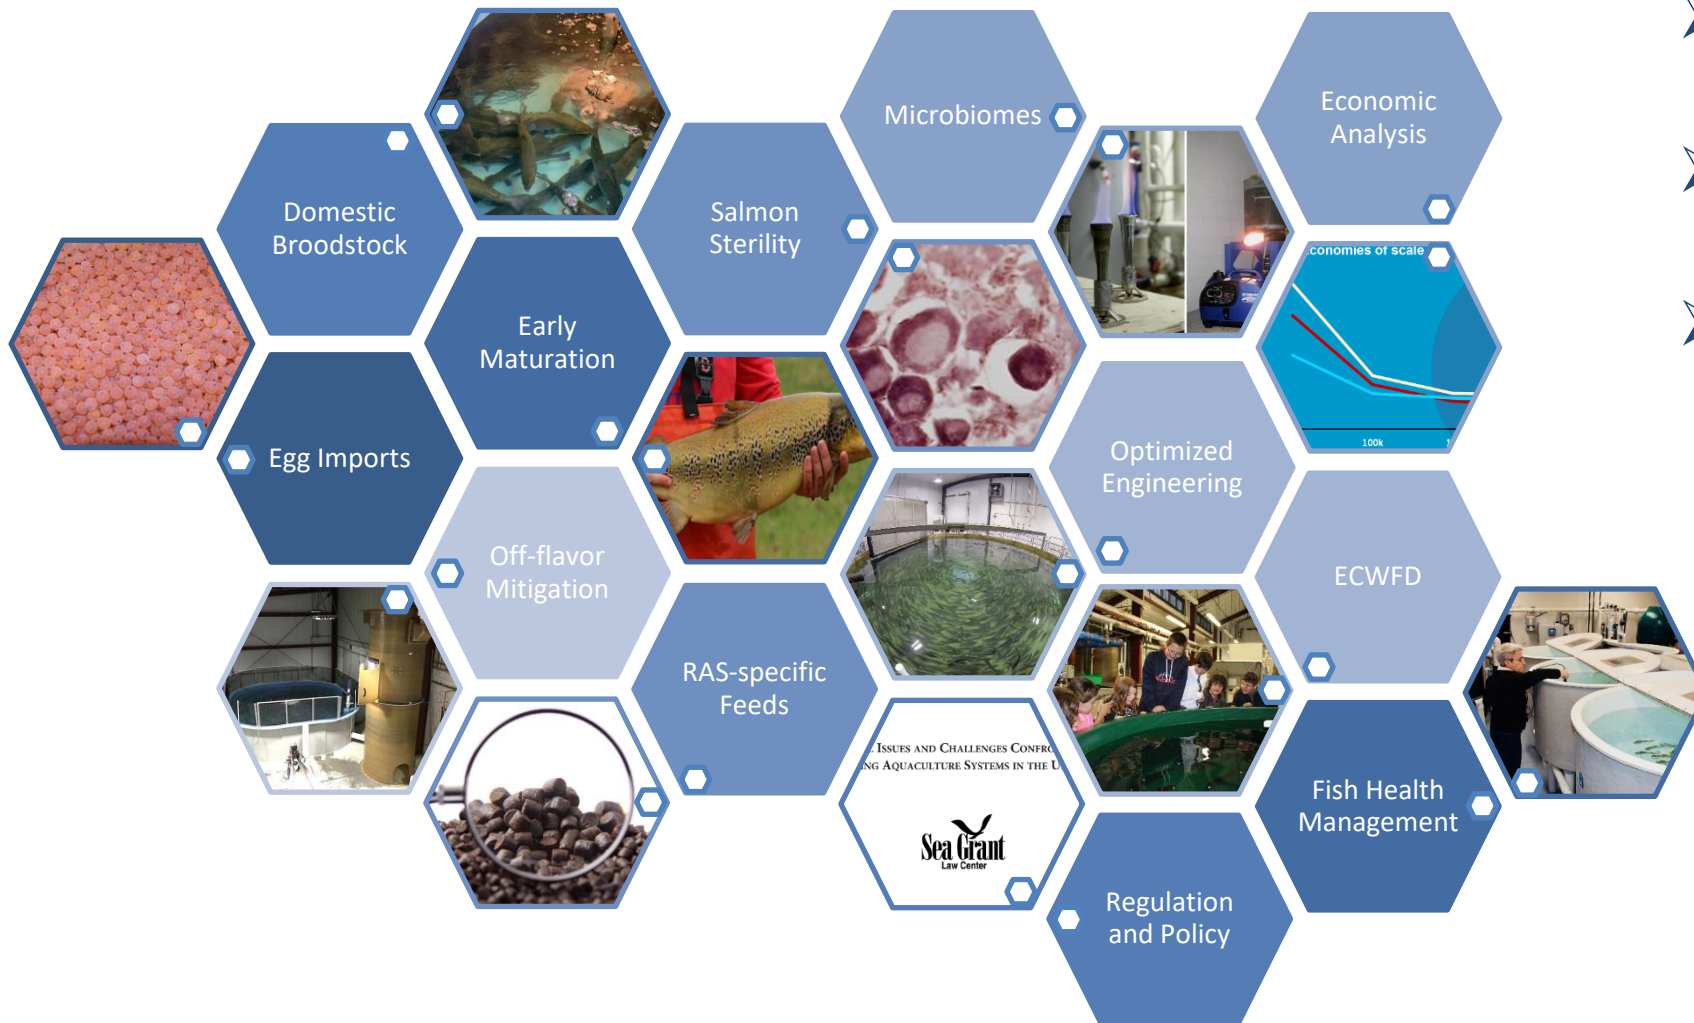 Microbiomes
Economic
Analysis
Domestic
Broodstock
Salmon
Sterility
conomies of scale
Early
Maturation
100k
Egg Imports
Optimized
Engineering
Off-flavor
Mitigation
ECWFD
RAS-specific
Feeds
Issues and Challenges Confro
ng Aquaculture Systems in the U
Sea Grant
Law Center
Fish Health
Management
Regulation
and Policy